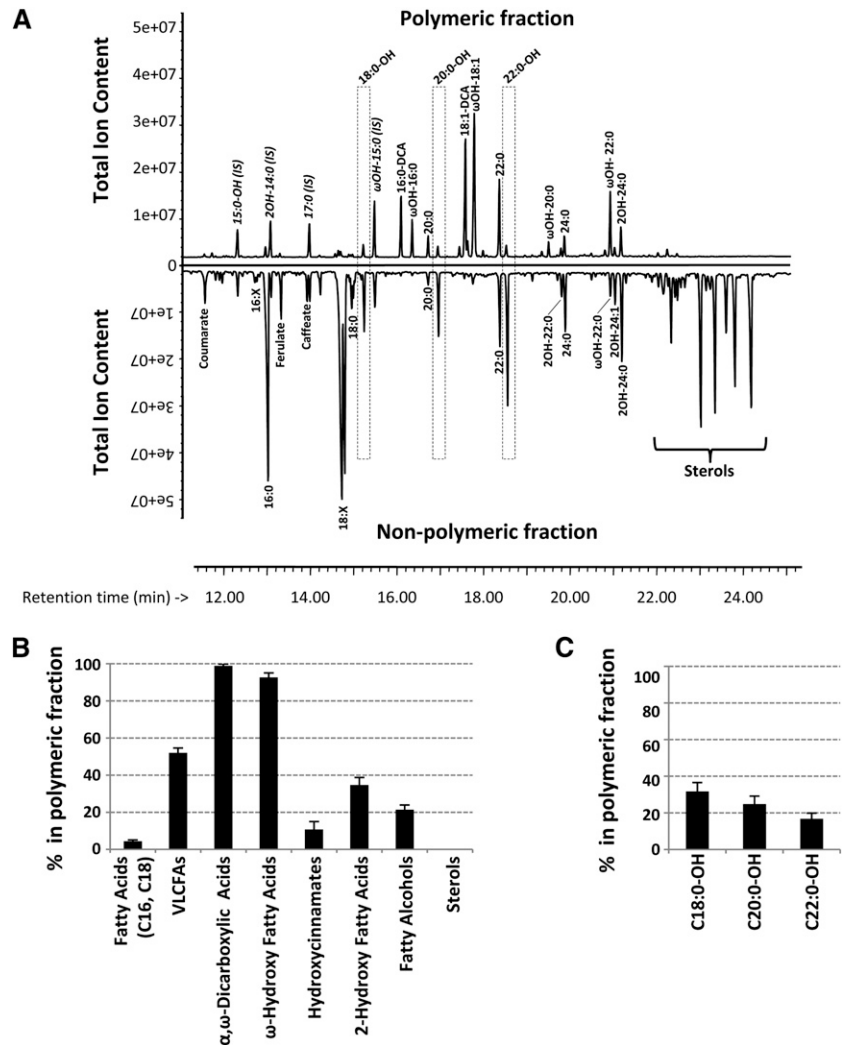 A
Polymeric fraction
Total Ion Content
5e+07
4e+07
3e+07
2e+07
1e+07
0
15:0-OH (IS)
2OH-14:0 (IS)
17:0 (IS)
18:0-OH
ωOH-15:0 (IS)
16:0-DCA
ωOH-16:0
20:0
20:0-OH
18:1-DCA
ωOH-18:1
22:0
22:0-OH
ωOH-20:0
24:0
ωOH- 22:0
2OH-24:0
Total Ion Content
1e+07
2e+07
3e+07
4e+07
5e+07
Coumarate
16:X
16:0
Ferulate
Caffeate
18:X
18:0
20:0
22:0
2OH-22:0
24:0
ωOH-22:0
2OH-24:1
2OH-24:0
Sterols
Non-polymeric fraction
Retention time (min) -> 12.00 14.00 16.00 18.00 20.00 22.00 24.00
B
% in polymeric fraction
100
80
60
40
20
0
Fatty Acids
(C16, C18)
VLCFAs
α,ω-Dicarboxylic Acids
ω-Hydroxy Fatty Acids
Hydroxycinnamates
2-Hydroxy Fatty Acids
Fatty Alcohols
Sterols
C
% in polymeric fraction
100
80
60
40
20
0
C18:0-OH
C20:0-OH
C22:0-OH